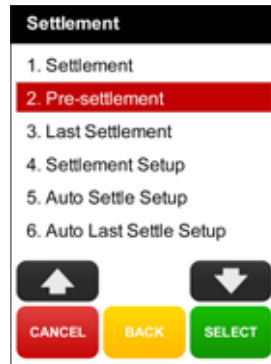 Settlement
1. Settlement
2. Pre-settlement
3. Last Settlement
4. Settlement Setup
5. Auto Settle Setup
6. Auto Last Settle Setup
CANCEL BACK SELECT